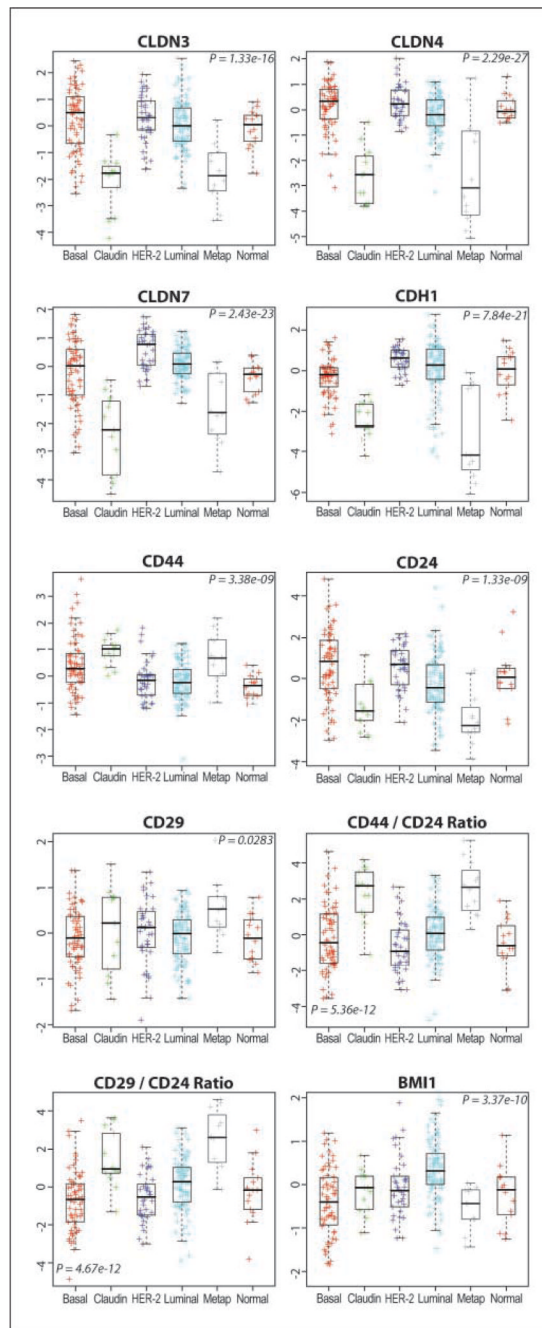 CLDN3
CLDN4
P = 1.33e-16
P = 2.29e-27
2
1
0
-1
-2
-3
-4
2
1
0
-1
-2
-3
-4
-5
Basal Claudin HER-2 Luminal Metap Normal
Basal Claudin HER-2 Luminal Metap Normal
CLDN7
CDH1
P = 2.43e-23
P = 7.84e-21
2
1
0
-1
-2
-3
-4
2
0
-2
-4
-6
Basal Claudin HER-2 Luminal Metap Normal
Basal Claudin HER-2 Luminal Metap Normal
CD44
CD24
P = 3.38e-09
P = 1.33e-09
3
2
1
0
-1
-2
-3
4
2
0
-2
-4
Basal Claudin HER-2 Luminal Metap Normal
Basal Claudin HER-2 Luminal Metap Normal
CD29
CD44 / CD24 Ratio
P = 0.0283
P = 5.36e-12
2
1
0
-1
-2
4
2
0
-2
-4
Basal Claudin HER-2 Luminal Metap Normal
Basal Claudin HER-2 Luminal Metap Normal
CD29 / CD24 Ratio
BMI1
P = 4.67e-12
P = 3.37e-10
4
2
0
-2
-4
2
1
0
-1
-2
Basal Claudin HER-2 Luminal Metap Normal
Basal Claudin HER-2 Luminal Metap Normal